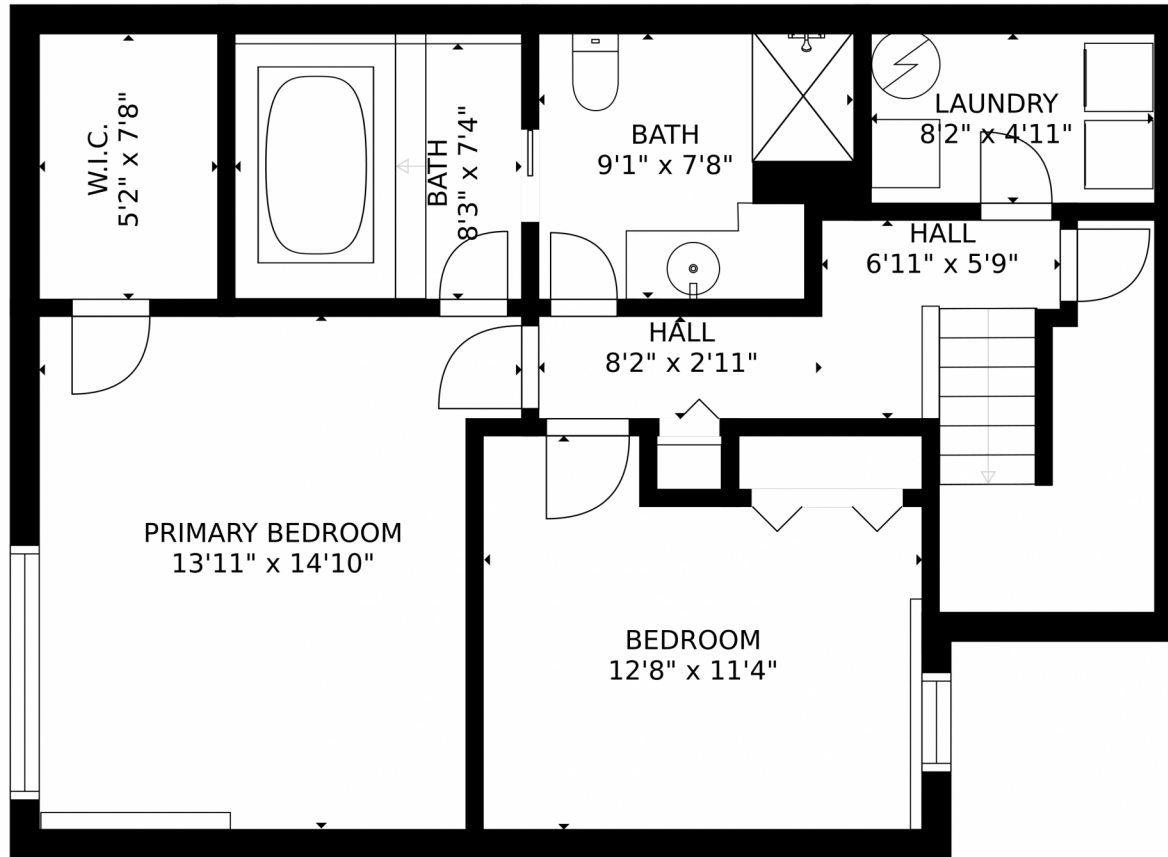 W.I.C.
5'2" x 7'8"
BATH
8'3" x 7'4"
BATH
9'1" x 7'8"
LAUNDRY
8'2" x 4'11"
HALL
6'11" x 5'9"
HALL
8'2" x 2'11"
PRIMARY BEDROOM
13'11" x 14'10"
BEDROOM
12'8" x 11'4"